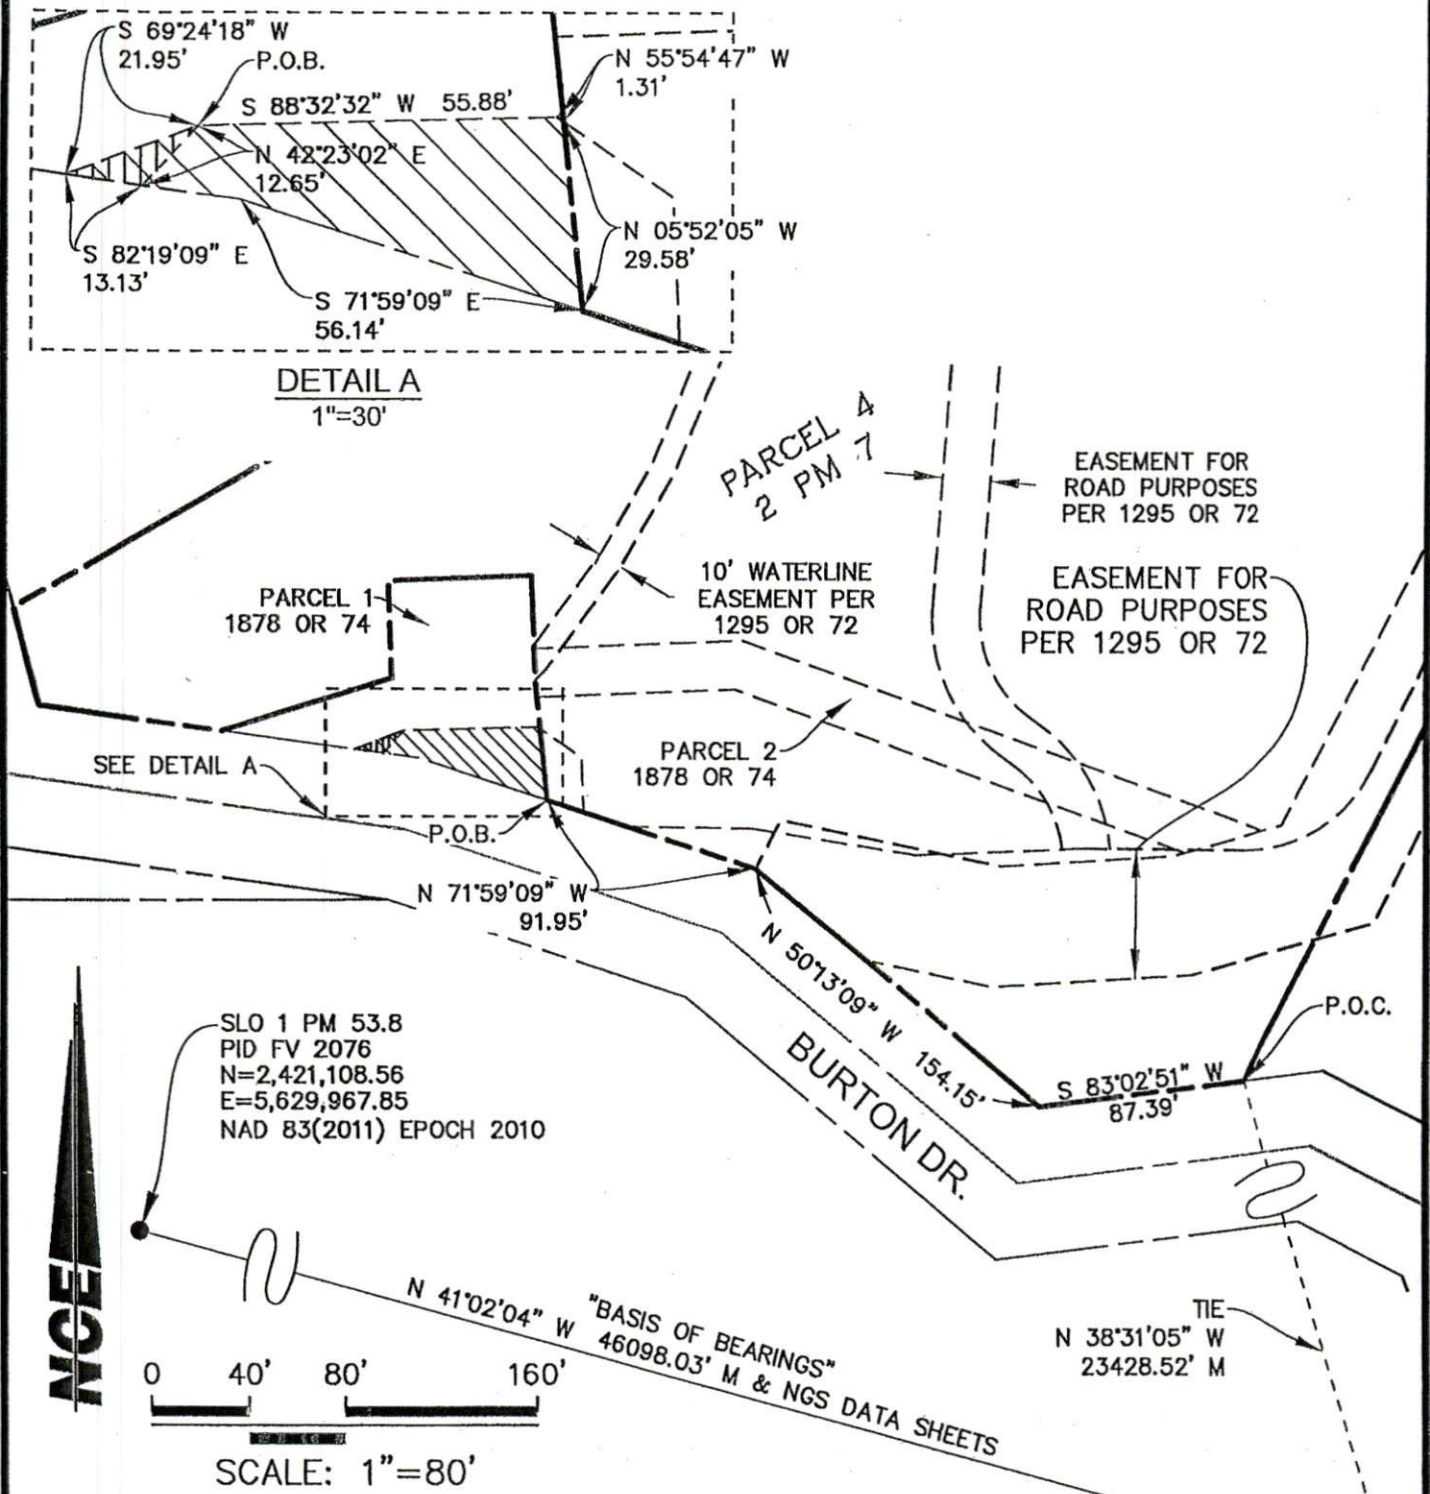 S 69°24'18" W
21.95'
P.O.B.
N 55°54'47" W
1.31'
S 88°32'32" W 55.88'
N 42°23'02" E
12.65'
N 05°52'05" W
29.58'
S 82°19'09" E
13.13'
S 71°59'09" E
56.14'
DETAIL A
1"=30'
PARCEL 4
2 PM 7
EASEMENT FOR
ROAD PURPOSES
PER 1295 OR 72
10' WATERLINE
EASEMENT PER
1295 OR 72
EASEMENT FOR
ROAD PURPOSES
PER 1295 OR 72
PARCEL 1
1878 OR 74
PARCEL 2
1878 OR 74
SEE DETAIL A
P.O.B.
N 71°59'09" W
91.95'
N 50°13'09" W 154.15'
BURTON DR.
P.O.C.
S 83°02'51" W
87.39'
SLO 1 PM 53.8
PID FV 2076
N=2,421,108.56
E=5,629,967.85
NAD 83(2011) EPOCH 2010
NCE
"BASIS OF BEARINGS"
N 41°02'04" W 46098.03' M & NGS DATA SHEETS
TIE
N 38°31'05" W
23428.52' M
0 40' 80' 160'
SCALE: 1"=80'